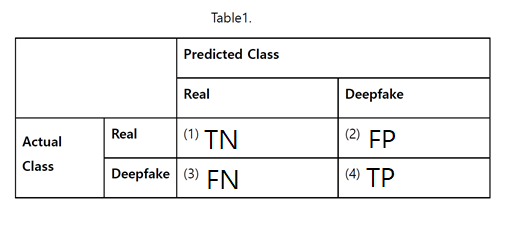 Table1.
Predicted Class
Real Deepfake
Actual Class
Real (1) TN (2) FP
Deepfake (3) FN (4) TP